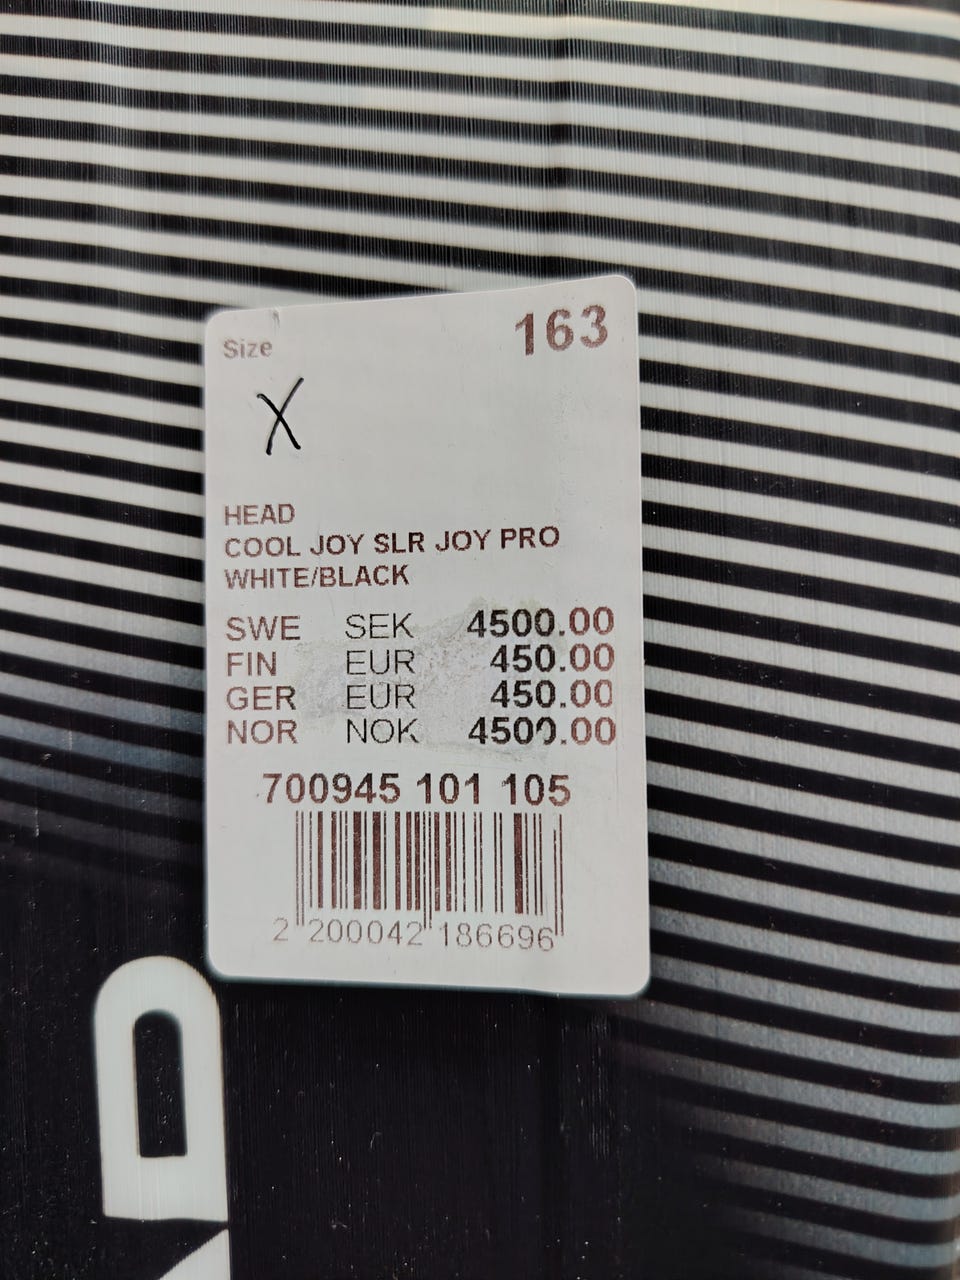 Size 163
X
HEAD
COOL JOY SLR JOY PRO
WHITE/BLACK
SWE SEK 4500.00
FIN EUR 450.00
GER EUR 450.00
NOR NOK 4500.00
700945 101 105
2 200042 186696
D